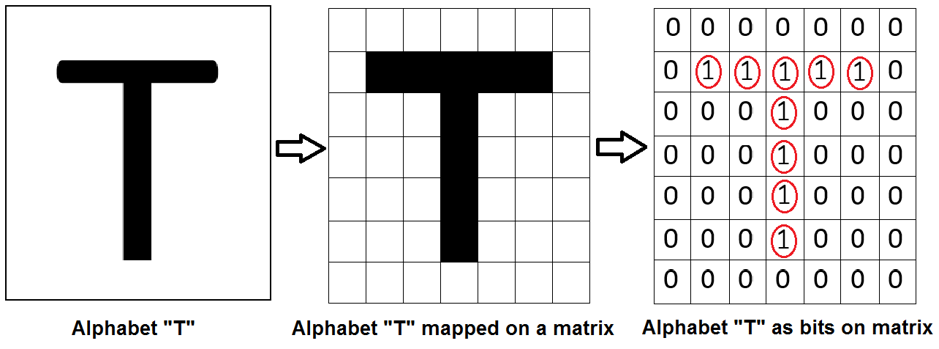 T
0 0 0 0 0 0 0
0 1 1 1 1 1 0
0 0 0 1 0 0 0
0 0 0 1 0 0 0
0 0 0 1 0 0 0
0 0 0 1 0 0 0
0 0 0 0 0 0 0
Alphabet "T"
Alphabet "T" mapped on a matrix
Alphabet "T" as bits on matrix